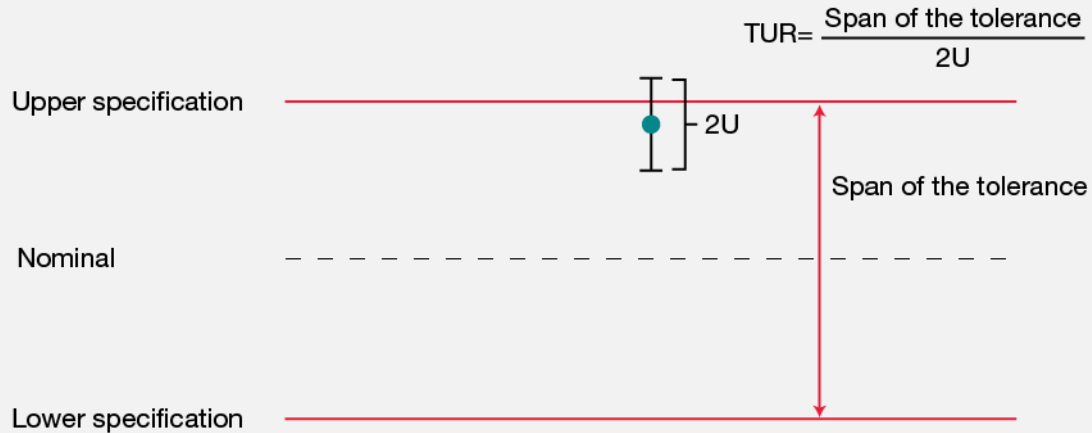 TUR= Span of the tolerance
2U
Upper specification
2U
Span of the tolerance
Nominal
Lower specification